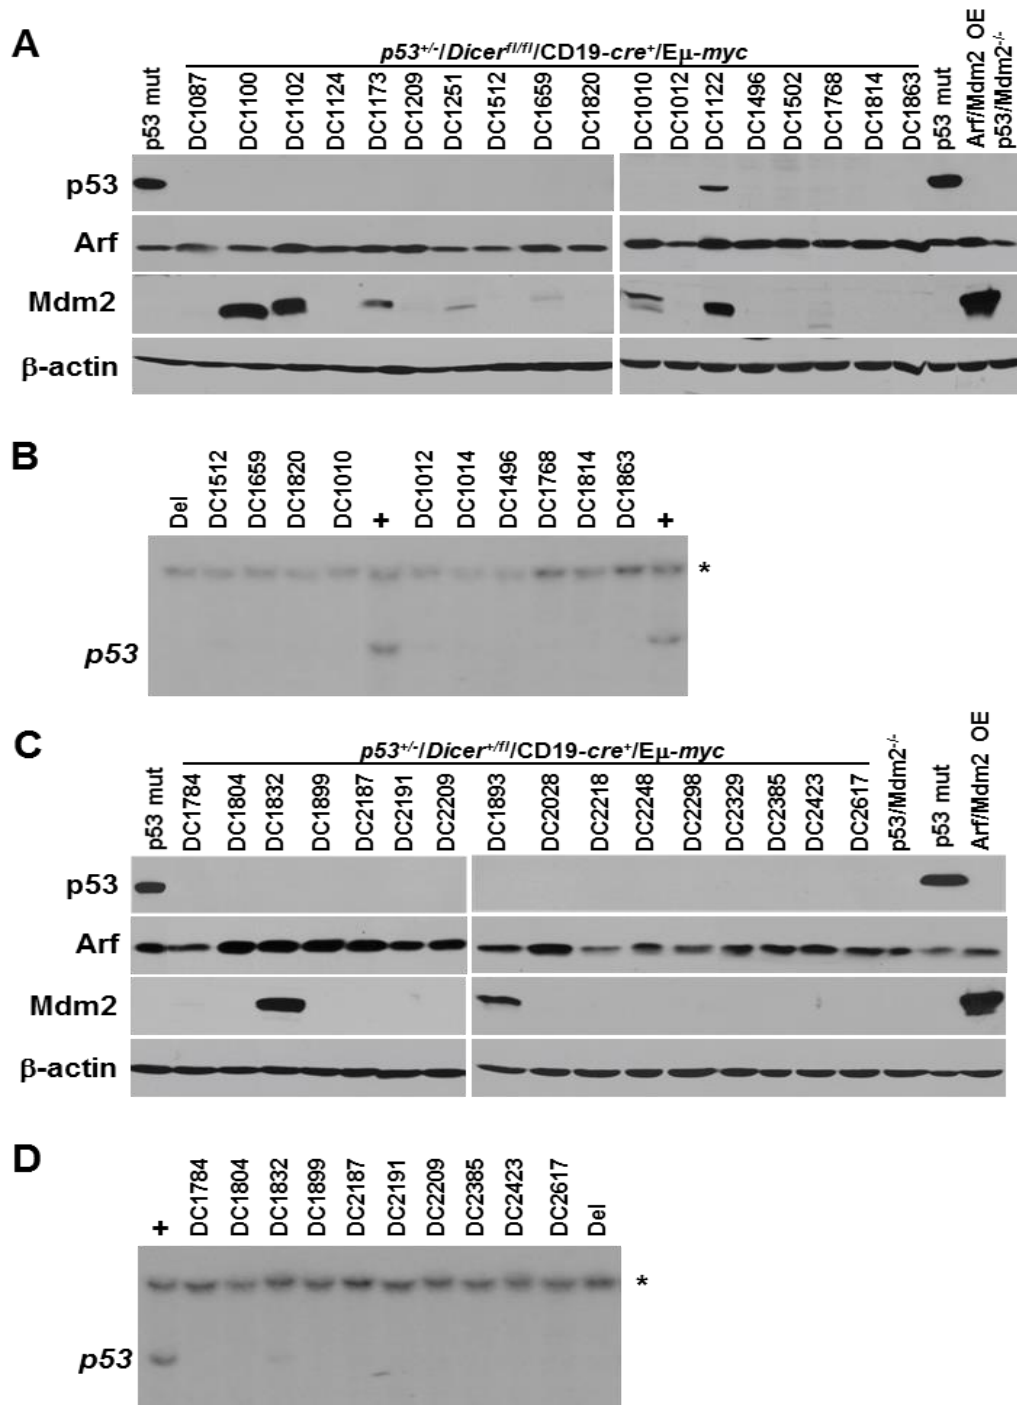 A
p53+/-/Dicerfl/fl/CD19-cre+/Eμ-myc
p53 mut
DC1087
DC1100
DC1102
DC1124
DC1173
DC1209
DC1251
DC1512
DC1659
DC1820
DC1010
DC1012
DC1122
DC1496
DC1502
DC1768
DC1814
DC1863
p53 mut
Arf/Mdm2 OE
p53/Mdm2-/-
p53
Arf
Mdm2
β-actin
B
Del
DC1512
DC1659
DC1820
DC1010
+
DC1012
DC1014
DC1496
DC1768
DC1814
DC1863
+
*
p53
C
p53+/-/Dicer+/fl/CD19-cre+/Eμ-myc
p53 mut
DC1784
DC1804
DC1832
DC1899
DC2187
DC2191
DC2209
DC1893
DC2028
DC2218
DC2248
DC2298
DC2329
DC2385
DC2423
DC2617
p53/Mdm2-/-
p53 mut
Arf/Mdm2 OE
p53
Arf
Mdm2
β-actin
D
+
DC1784
DC1804
DC1832
DC1899
DC2187
DC2191
DC2209
DC2385
DC2423
DC2617
Del
*
p53